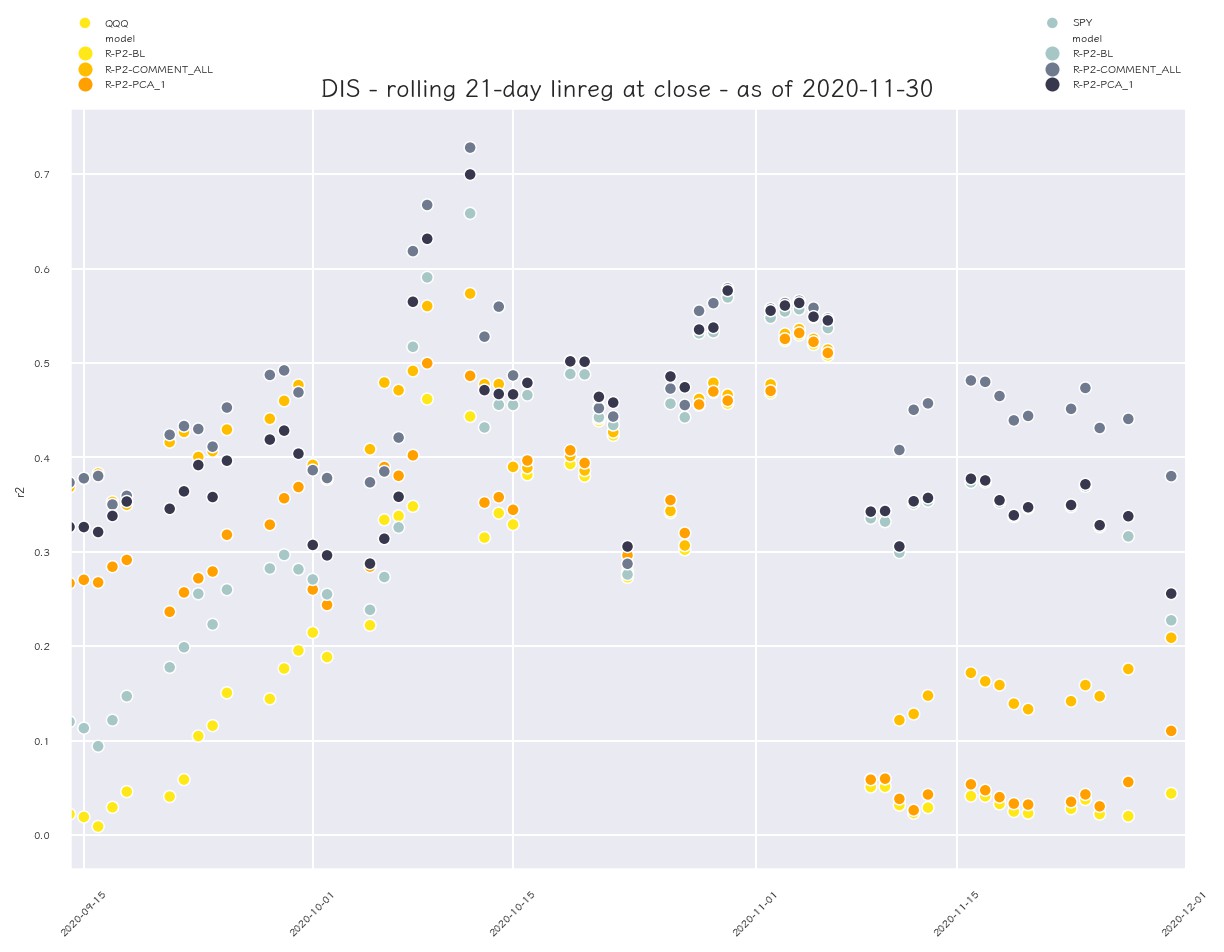 QQQ
model
R-P2-BL
R-P2-COMMENT_ALL
R-P2-PCA_1
SPY
model
R-P2-BL
R-P2-COMMENT_ALL
R-P2-PCA_1
DIS - rolling 21-day linreg at close - as of 2020-11-30
0.7
0.6
0.5
0.4
0.3
0.2
0.1
0.0
r2
2020-09-15
2020-10-01
2020-10-15
2020-11-01
2020-11-15
2020-12-01